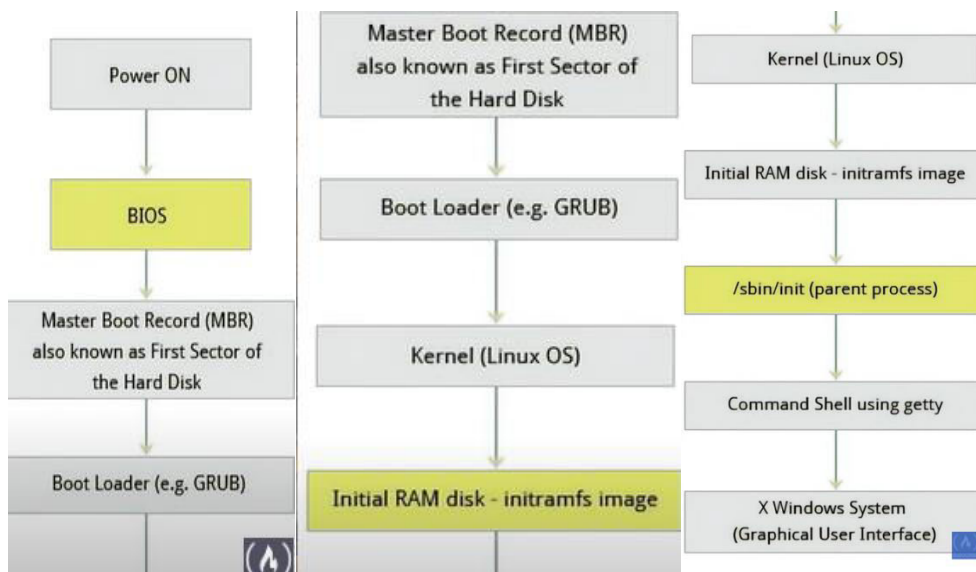 Power ON
BIOS
Master Boot Record (MBR)
also known as First Sector of
the Hard Disk
Boot Loader (e.g. GRUB)
Master Boot Record (MBR)
also known as First Sector of
the Hard Disk
Boot Loader (e.g. GRUB)
Kernel (Linux OS)
Initial RAM disk - initramfs image
Kernel (Linux OS)
Initial RAM disk - initramfs image
/sbin/init (parent process)
Command Shell using getty
X Windows System
(Graphical User Interface)